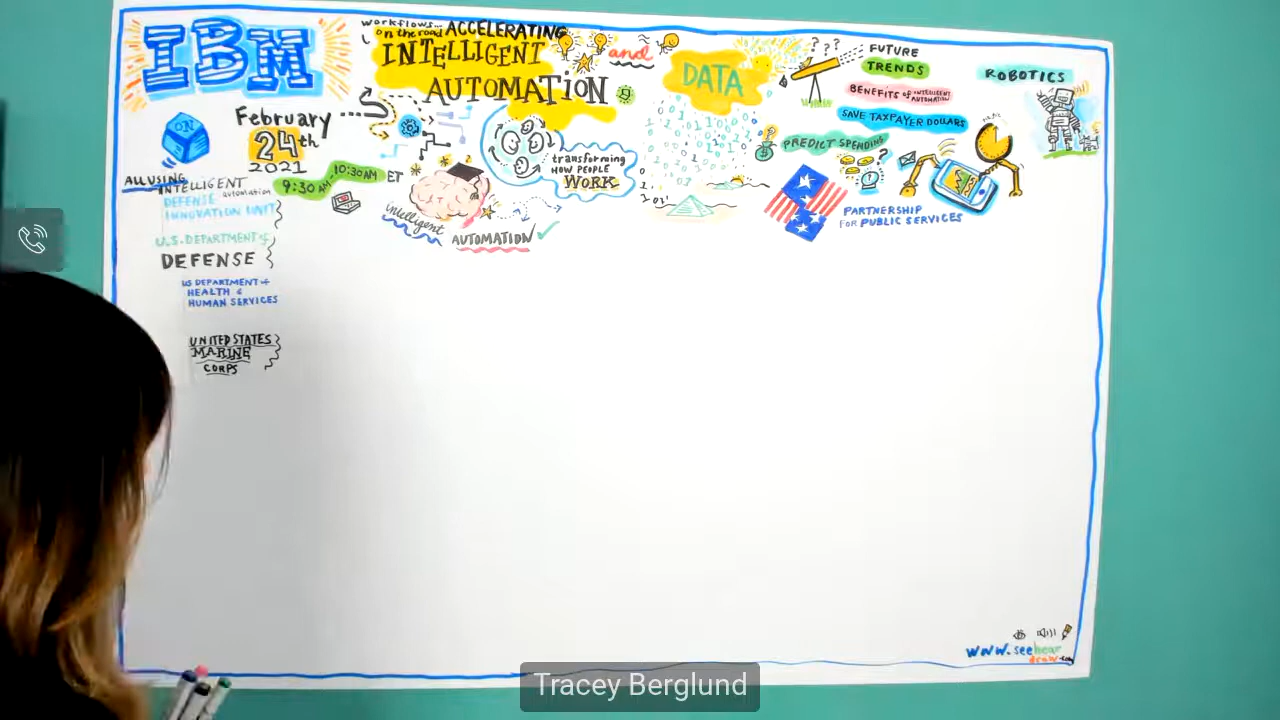 IBM
workflows...
on the road ACCELERATING
INTELLIGENT
AUTOMATION
and
DATA
???
FUTURE
TRENDS
BENEFITS of INTELLIGENT
AUTOMATION
SAVE TAXPAYER DOLLARS
PREDICT SPENDING
?
$
ROBOTICS
PARTNERSHIP
FOR PUBLIC SERVICES
ON
February
24th
2021
9:30 AM - 10:30AM ET
transforming
HOW PEOPLE
WORK
intelligent
AUTOMATION
ALL USING
INTELLIGENT
automation
DEFENSE
INNOVATION UNIT
U.S. DEPARTMENT of
DEFENSE
US DEPARTMENT of
HEALTH &
HUMAN SERVICES
UNITED STATES
MARINE
CORPS
www.seehear
draw.com
Tracey Berglund